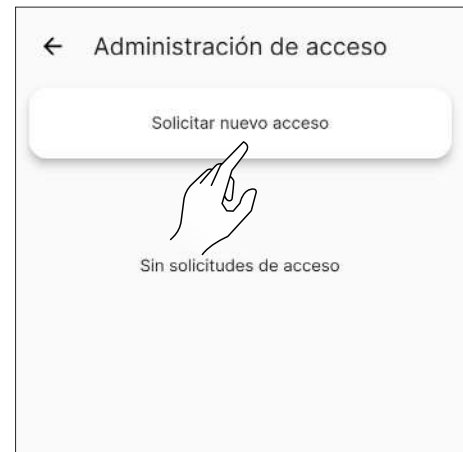 Administración de acceso
Solicitar nuevo acceso
Sin solicitudes de acceso